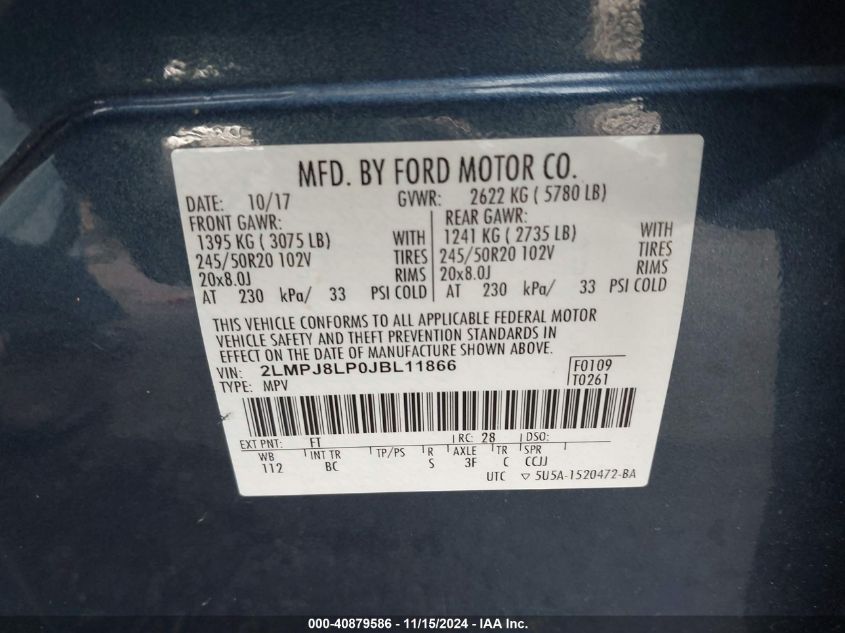 MFD. BY FORD MOTOR CO.
DATE: 10/17 GVWR: 2622 KG ( 5780 LB)
FRONT GAWR: REAR GAWR:
1395 KG ( 3075 LB) WITH 1241 KG ( 2735 LB) WITH
245/50R20 102V TIRES 245/50R20 102V TIRES
20x8.0J RIMS 20x8.0J RIMS
AT 230 kPa/ 33 PSI COLD AT 230 kPa/ 33 PSI COLD
THIS VEHICLE CONFORMS TO ALL APPLICABLE FEDERAL MOTOR
VEHICLE SAFETY AND THEFT PREVENTION STANDARDS IN
EFFECT ON THE DATE OF MANUFACTURE SHOWN ABOVE.
VIN: 2LMPJ8LP0JBL11866 F0109
TYPE: MPV T0261
EXT PNT: FT RC: 28 DSO:
WB INT TR TP/PS R AXLE TR SPR
112 BC S 3F C CCJJ
UTC ▽ 5U5A-1520472-BA
000-40879586 - 11/15/2024 - IAA Inc.